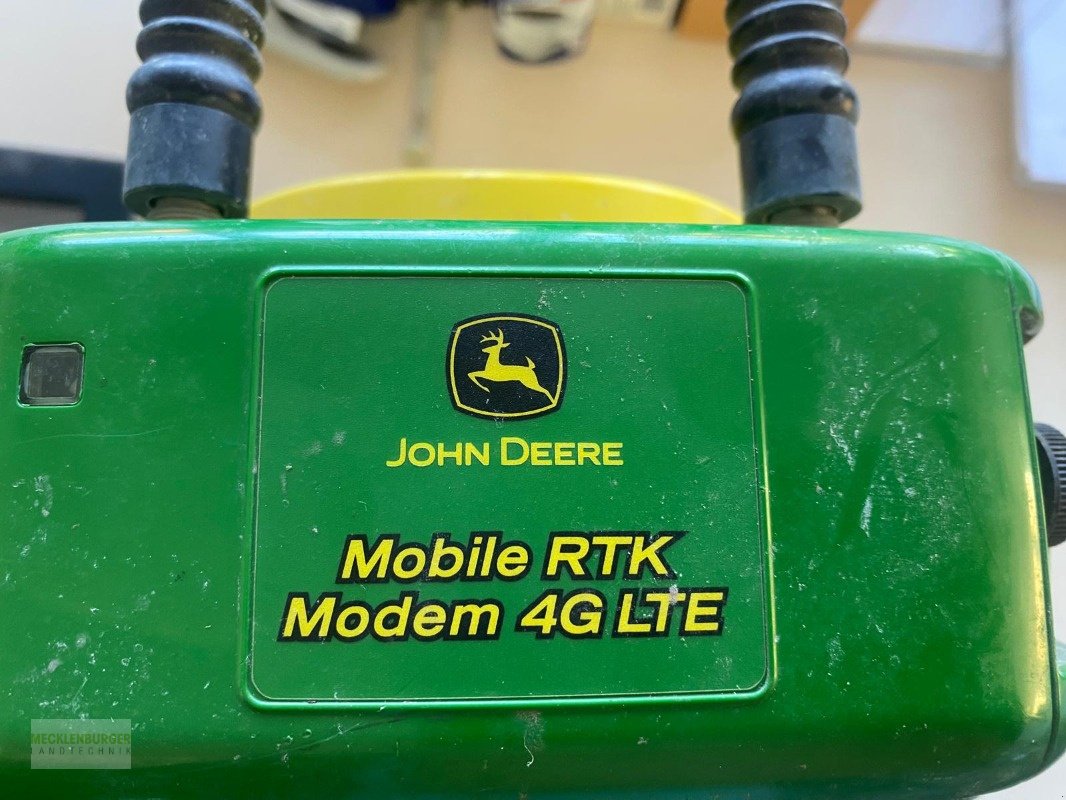 JOHN DEERE
Mobile RTK
Modem 4G LTE
MECKLENBURGER
LANDTECHNIK